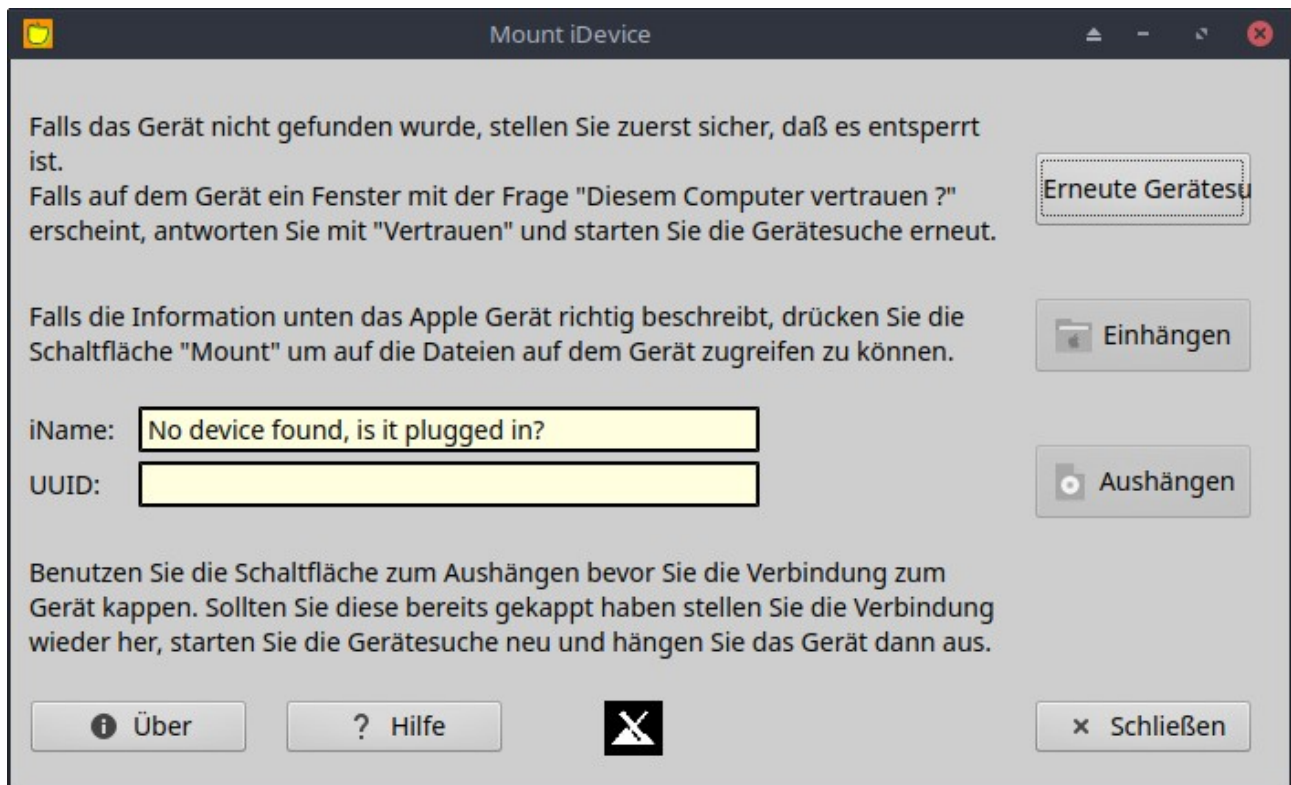 Mount iDevice
Falls das Gerät nicht gefunden wurde, stellen Sie zuerst sicher, daß es entsperrt
ist.
Falls auf dem Gerät ein Fenster mit der Frage "Diesem Computer vertrauen ?"
erscheint, antworten Sie mit "Vertrauen" und starten Sie die Gerätesuche erneut.
Erneute Gerätesu
Falls die Information unten das Apple Gerät richtig beschreibt, drücken Sie die
Schaltfläche "Mount" um auf die Dateien auf dem Gerät zugreifen zu können.
Einhängen
iName: No device found, is it plugged in?
UUID:
Aushängen
Benutzen Sie die Schaltfläche zum Aushängen bevor Sie die Verbindung zum
Gerät kappen. Sollten Sie diese bereits gekappt haben stellen Sie die Verbindung
wieder her, starten Sie die Gerätesuche neu und hängen Sie das Gerät dann aus.
Über ? Hilfe Schließen